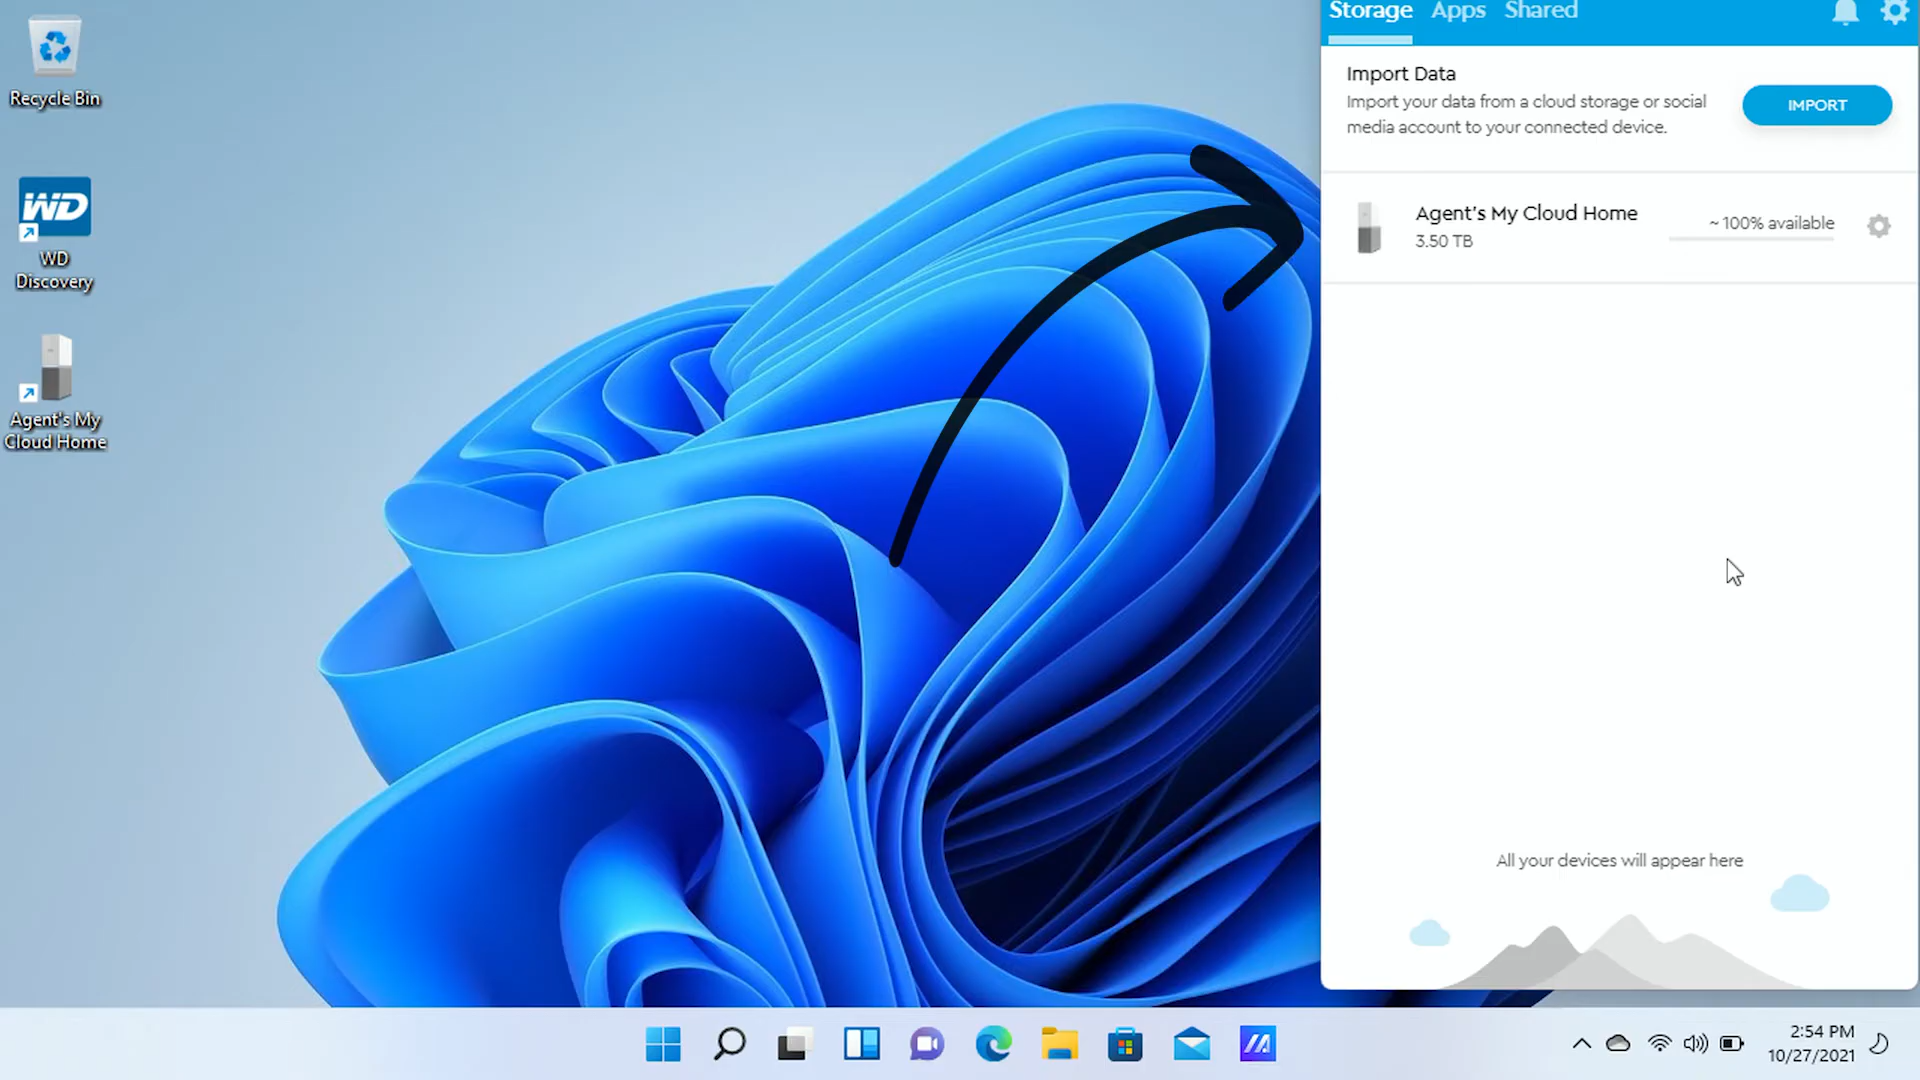 Storage Apps Shared
Import Data
Import your data from a cloud storage or social
media account to your connected device.
IMPORT
Agent's My Cloud Home
3.50 TB
~ 100% available
All your devices will appear here
Recycle Bin
WD
WD
Discovery
Agent's My
Cloud Home
2:54 PM
10/27/2021